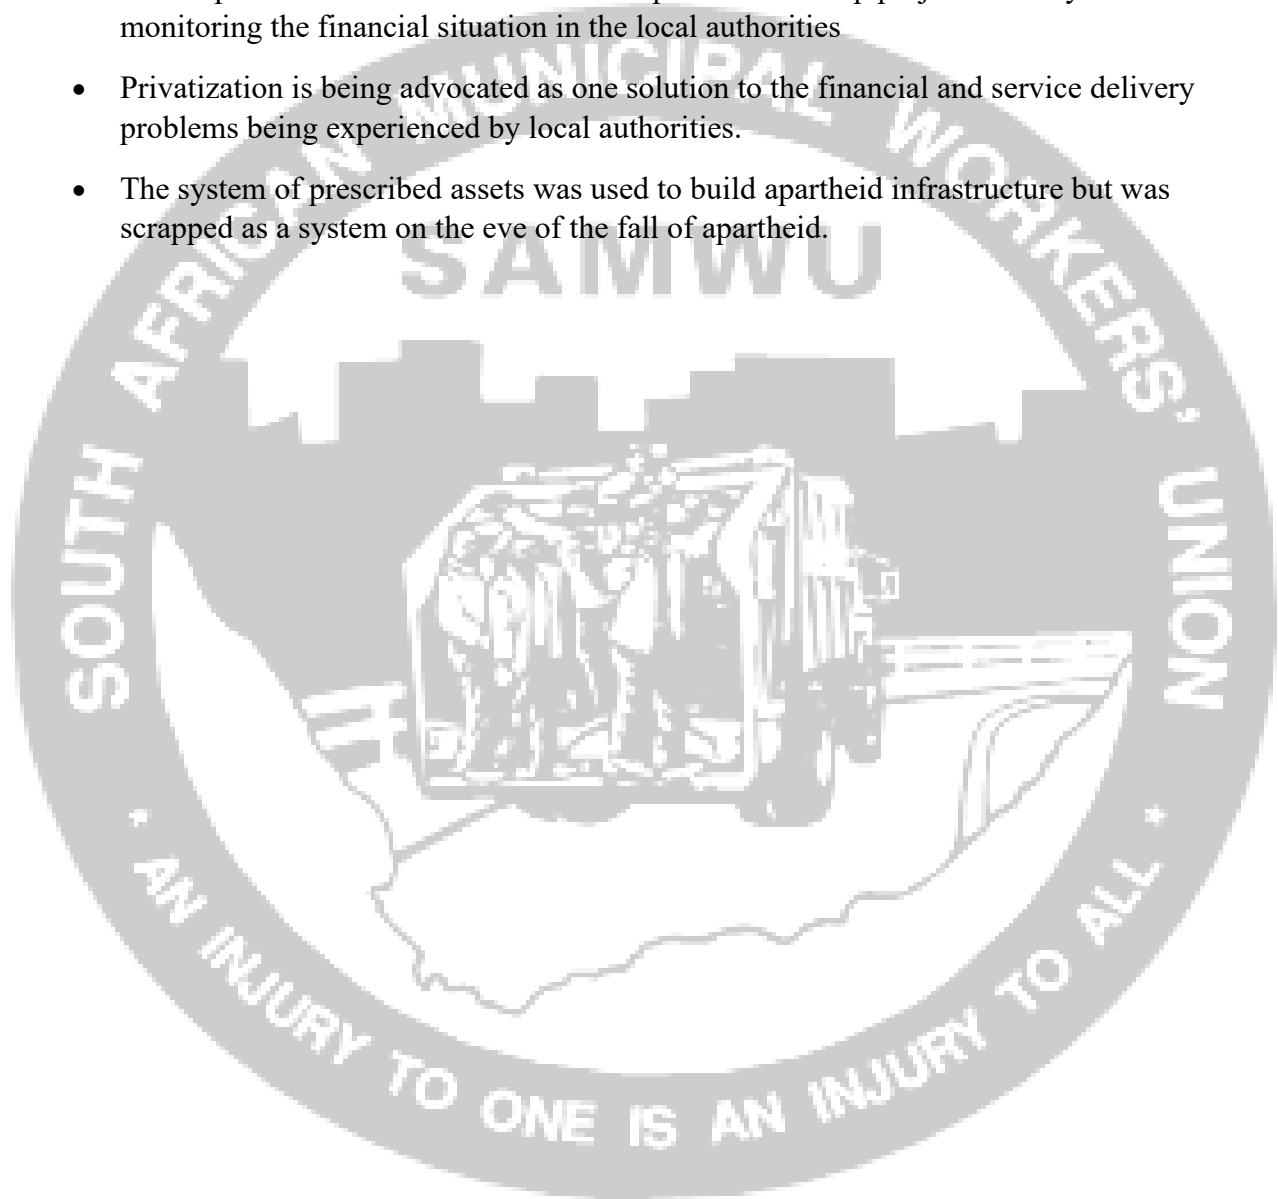 monitoring the financial situation in the local authorities
• Privatization is being advocated as one solution to the financial and service delivery
problems being experienced by local authorities.
• The system of prescribed assets was used to build apartheid infrastructure but was
scrapped as a system on the eve of the fall of apartheid.
SOUTH AFRICAN MUNICIPAL WORKERS' UNION
SAMWU
* AN INJURY TO ONE IS AN INJURY TO ALL *